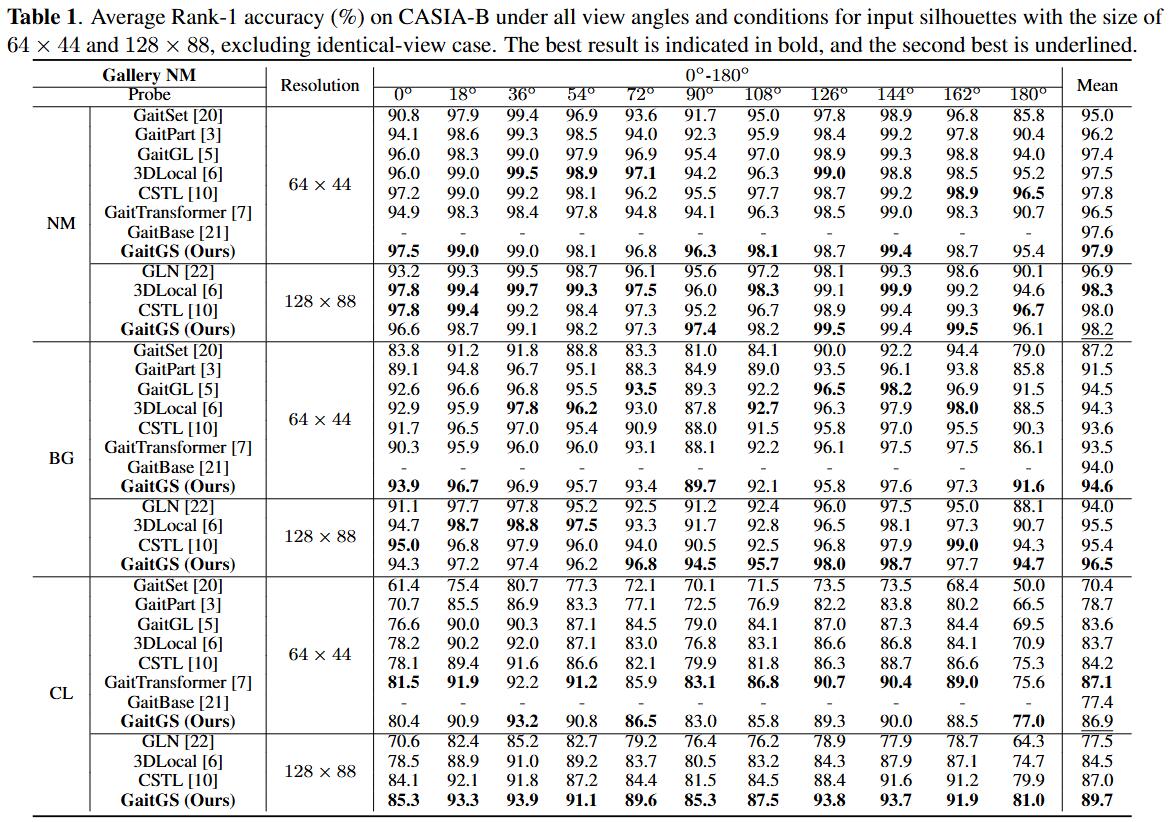 Table 1. Average Rank-1 accuracy (%) on CASIA-B under all view angles and conditions for input silhouettes with the size of
64 × 44 and 128 × 88, excluding identical-view case. The best result is indicated in bold, and the second best is underlined.
Gallery NM Resolution 0°-180° Mean
Probe 0° 18° 36° 54° 72° 90° 108° 126° 144° 162° 180°
NM
64 × 44
GaitSet [20] 90.8 97.9 99.4 96.9 93.6 91.7 95.0 97.8 98.9 96.8 85.8 95.0
GaitPart [3] 94.1 98.6 99.3 98.5 94.0 92.3 95.9 98.4 99.2 97.8 90.4 96.2
GaitGL [5] 96.0 98.3 99.0 97.9 96.9 95.4 97.0 98.9 99.3 98.8 94.0 97.4
3DLocal [6] 96.0 99.0 99.5 98.9 97.1 94.2 96.3 99.0 98.8 98.5 95.2 97.5
CSTL [10] 97.2 99.0 99.2 98.1 96.2 95.5 97.7 98.7 99.2 98.9 96.5 97.8
GaitTransformer [7] 94.9 98.3 98.4 97.8 94.8 94.1 96.3 98.5 99.0 98.3 90.7 96.5
GaitBase [21] - - - - - - - - - - - 97.6
GaitGS (Ours) 97.5 99.0 99.0 98.1 96.8 96.3 98.1 98.7 99.4 98.7 95.4 97.9
128 × 88
GLN [22] 93.2 99.3 99.5 98.7 96.1 95.6 97.2 98.1 99.3 98.6 90.1 96.9
3DLocal [6] 97.8 99.4 99.7 99.3 97.5 96.0 98.3 99.1 99.9 99.2 94.6 98.3
CSTL [10] 97.8 99.4 99.2 98.4 97.3 95.2 96.7 98.9 99.4 99.3 96.7 98.0
GaitGS (Ours) 96.6 98.7 99.1 98.2 97.3 97.4 98.2 99.5 99.4 99.5 96.1 98.2
BG
64 × 44
GaitSet [20] 83.8 91.2 91.8 88.8 83.3 81.0 84.1 90.0 92.2 94.4 79.0 87.2
GaitPart [3] 89.1 94.8 96.7 95.1 88.3 84.9 89.0 93.5 96.1 93.8 85.8 91.5
GaitGL [5] 92.6 96.6 96.8 95.5 93.5 89.3 92.2 96.5 98.2 96.9 91.5 94.5
3DLocal [6] 92.9 95.9 97.8 96.2 93.0 87.8 92.7 96.3 97.9 98.0 88.5 94.3
CSTL [10] 91.7 96.5 97.0 95.4 90.9 88.0 91.5 95.8 97.0 95.5 90.3 93.6
GaitTransformer [7] 90.3 95.9 96.0 96.0 93.1 88.1 92.2 96.1 97.5 97.5 86.1 93.5
GaitBase [21] - - - - - - - - - - - 94.0
GaitGS (Ours) 93.9 96.7 96.9 95.7 93.4 89.7 92.1 95.8 97.6 97.3 91.6 94.6
128 × 88
GLN [22] 91.1 97.7 97.8 95.2 92.5 91.2 92.4 96.0 97.5 95.0 88.1 94.0
3DLocal [6] 94.7 98.7 98.8 97.5 93.3 91.7 92.8 96.5 98.1 97.3 90.7 95.5
CSTL [10] 95.0 96.8 97.9 96.0 94.0 90.5 92.5 96.8 97.9 99.0 94.3 95.4
GaitGS (Ours) 94.3 97.2 97.4 96.2 96.8 94.5 95.7 98.0 98.7 97.7 94.7 96.5
CL
64 × 44
GaitSet [20] 61.4 75.4 80.7 77.3 72.1 70.1 71.5 73.5 73.5 68.4 50.0 70.4
GaitPart [3] 70.7 85.5 86.9 83.3 77.1 72.5 76.9 82.2 83.8 80.2 66.5 78.7
GaitGL [5] 76.6 90.0 90.3 87.1 84.5 79.0 84.1 87.0 87.3 84.4 69.5 83.6
3DLocal [6] 78.2 90.2 92.0 87.1 83.0 76.8 83.1 86.6 86.8 84.1 70.9 83.7
CSTL [10] 78.1 89.4 91.6 86.6 82.1 79.9 81.8 86.3 88.7 86.6 75.3 84.2
GaitTransformer [7] 81.5 91.9 92.2 91.2 85.9 83.1 86.8 90.7 90.4 89.0 75.6 87.1
GaitBase [21] - - - - - - - - - - - 77.4
GaitGS (Ours) 80.4 90.9 93.2 90.8 86.5 83.0 85.8 89.3 90.0 88.5 77.0 86.9
128 × 88
GLN [22] 70.6 82.4 85.2 82.7 79.2 76.4 76.2 78.9 77.9 78.7 64.3 77.5
3DLocal [6] 78.5 88.9 91.0 89.2 83.7 80.5 83.2 84.3 87.9 87.1 74.7 84.5
CSTL [10] 84.1 92.1 91.8 87.2 84.4 81.5 84.5 88.4 91.6 91.2 79.9 87.0
GaitGS (Ours) 85.3 93.3 93.9 91.1 89.6 85.3 87.5 93.8 93.7 91.9 81.0 89.7